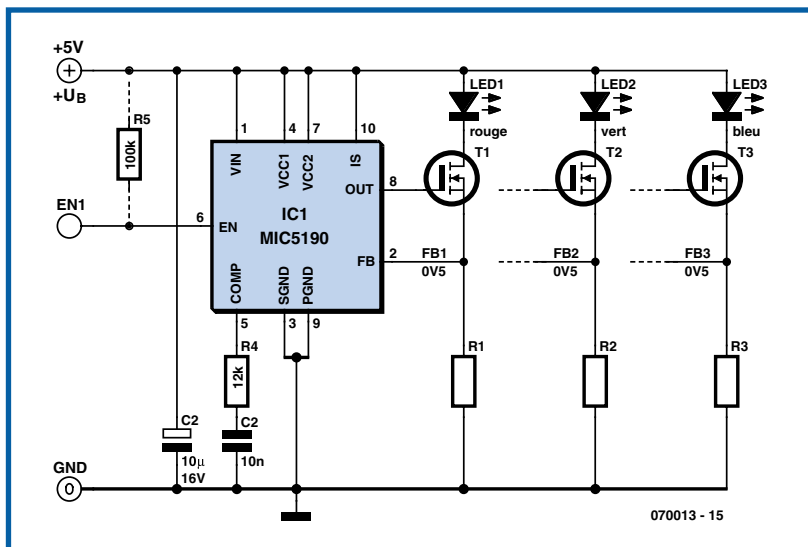 +5V
+UB
R5
100k
EN1
1
4
7
10
VIN
VCC1
VCC2
IS
OUT
8
IC1
MIC5190
6
EN
FB
2
COMP
SGND
PGND
5
3
9
R4
12k
C2
10µ
16V
C2
10n
GND
LED1
rouge
T1
LED2
vert
T2
LED3
bleu
T3
FB1
0V5
FB2
0V5
FB3
0V5
R1
R2
R3
070013 - 15